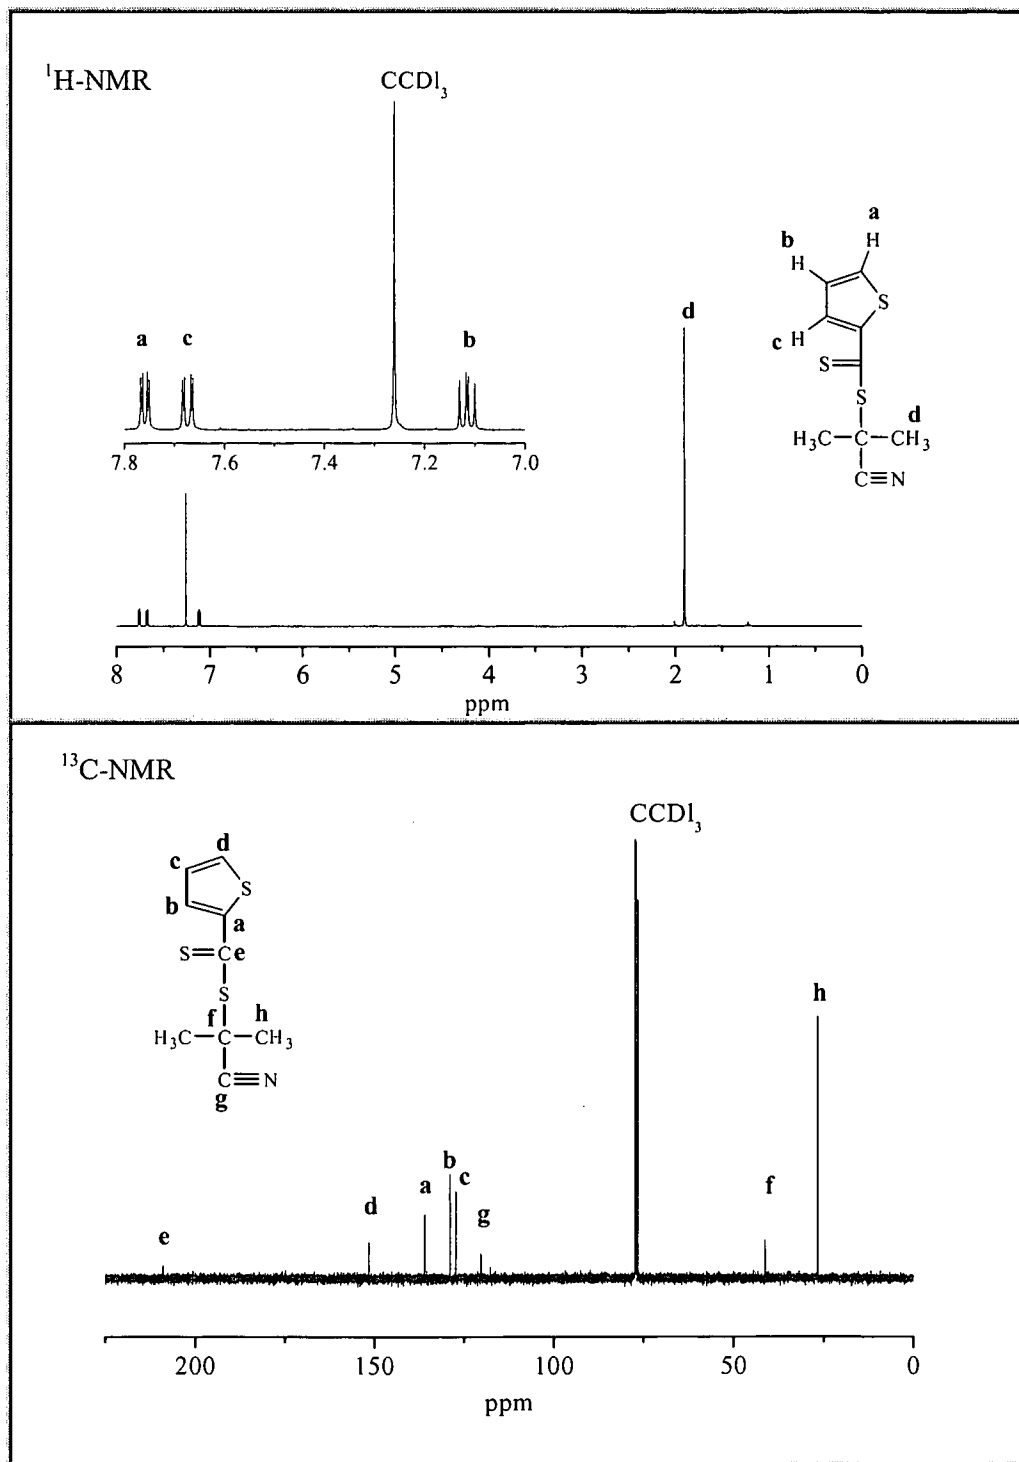 ¹H-NMR
CCDl₃
a
c
b
d
7.8 7.6 7.4 7.2 7.0
a
H
b
H
S
c H
S
S
d
H₃C CH₃
C≡N
8 7 6 5 4 3 2 1 0
ppm
¹³C-NMR
CCDl₃
d
c
S
b
a
S=C e
S
f h
H₃C—C—CH₃
C≡N
g
e
d
a
b
c
g
f
h
200 150 100 50 0
ppm